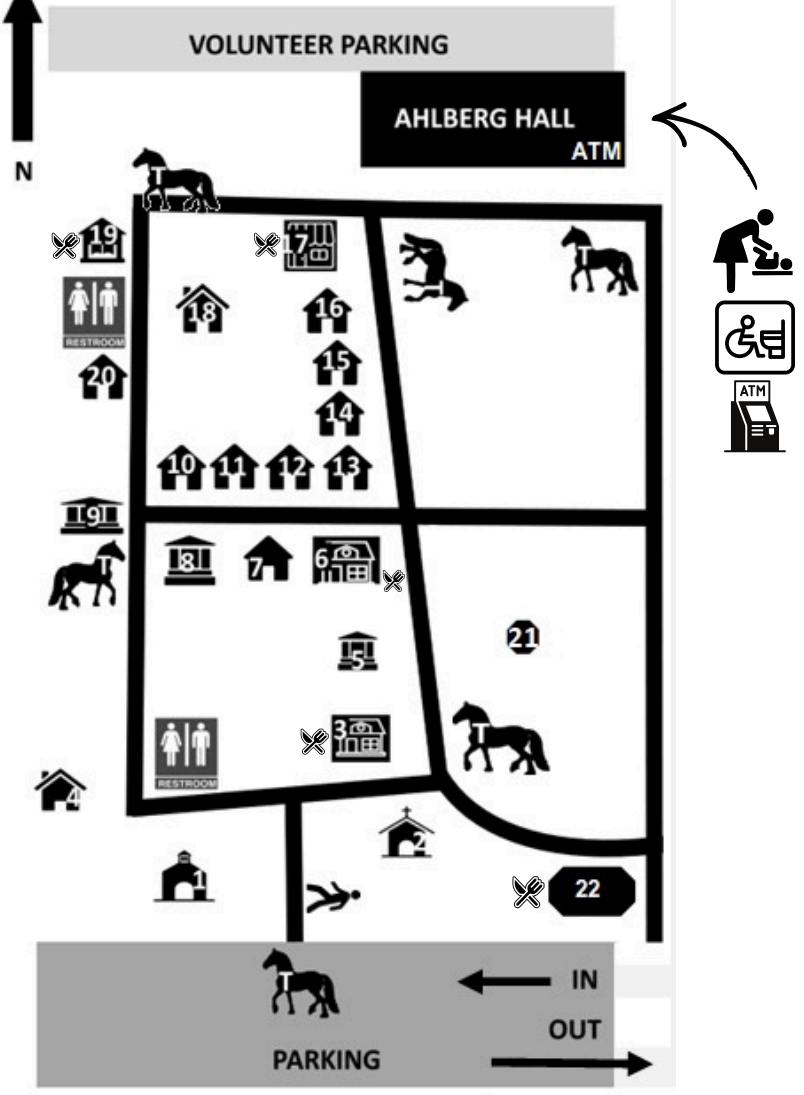 VOLUNTEER PARKING
AHLBERG HALL
ATM
N
T
19
17
T
RESTROOM
18
16
T
ATM
20
15
14
10
11
12
13
9
8
7
6
T
21
5
3
T
RESTROOM
4
2
1
22
T
IN
OUT
PARKING